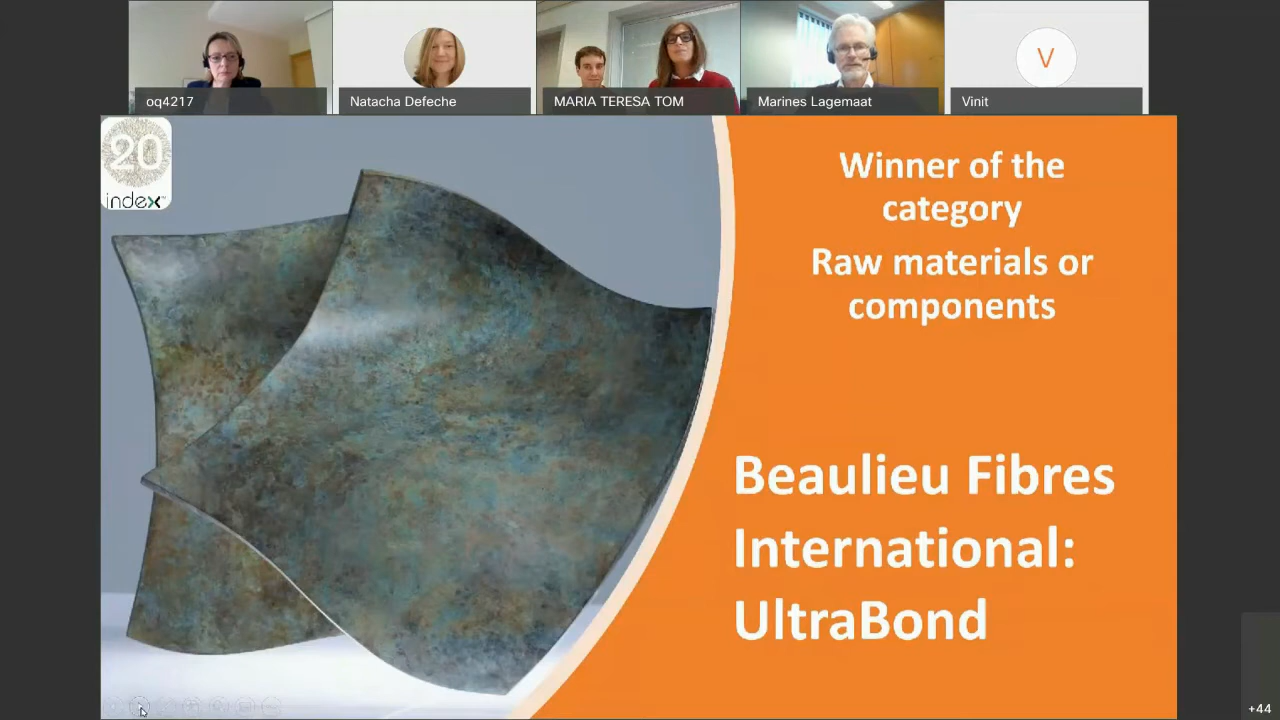 oq4217
Natacha Defeche
MARIA TERESA TOM
Marines Lagemaat
V
Vinit
20
index™
Winner of the
category
Raw materials or
components
Beaulieu Fibres
International:
UltraBond
+44